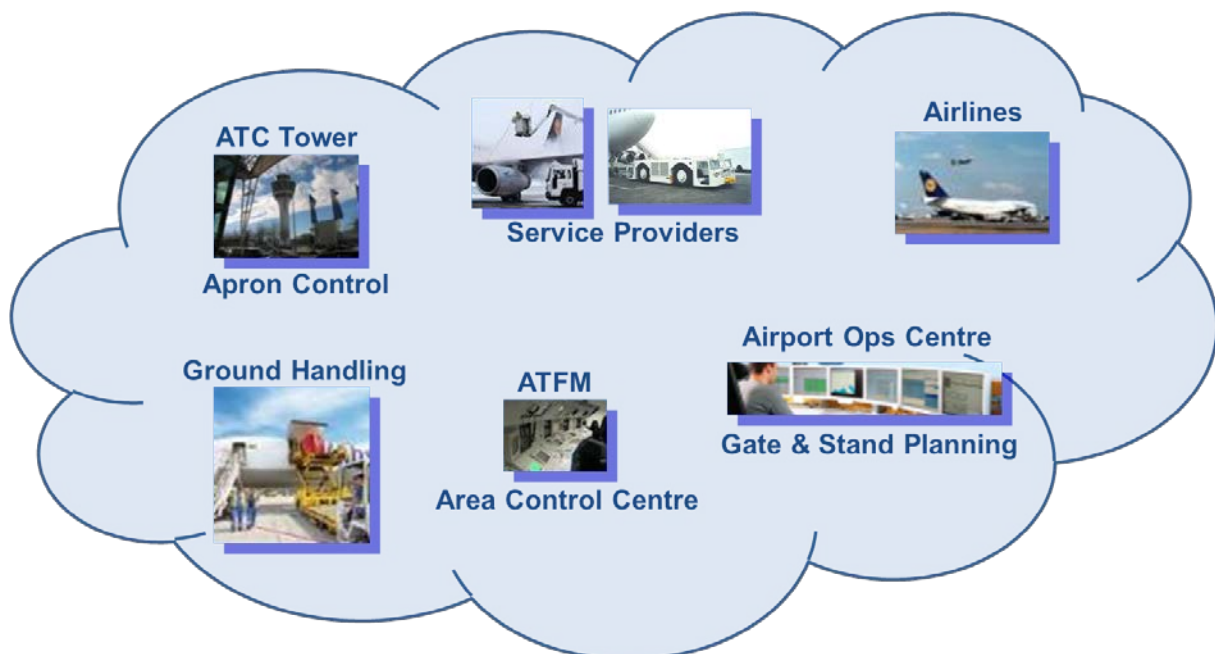 ATC Tower
Apron Control
Service Providers
Airlines
Ground Handling
ATFM
Area Control Centre
Airport Ops Centre
Gate & Stand Planning